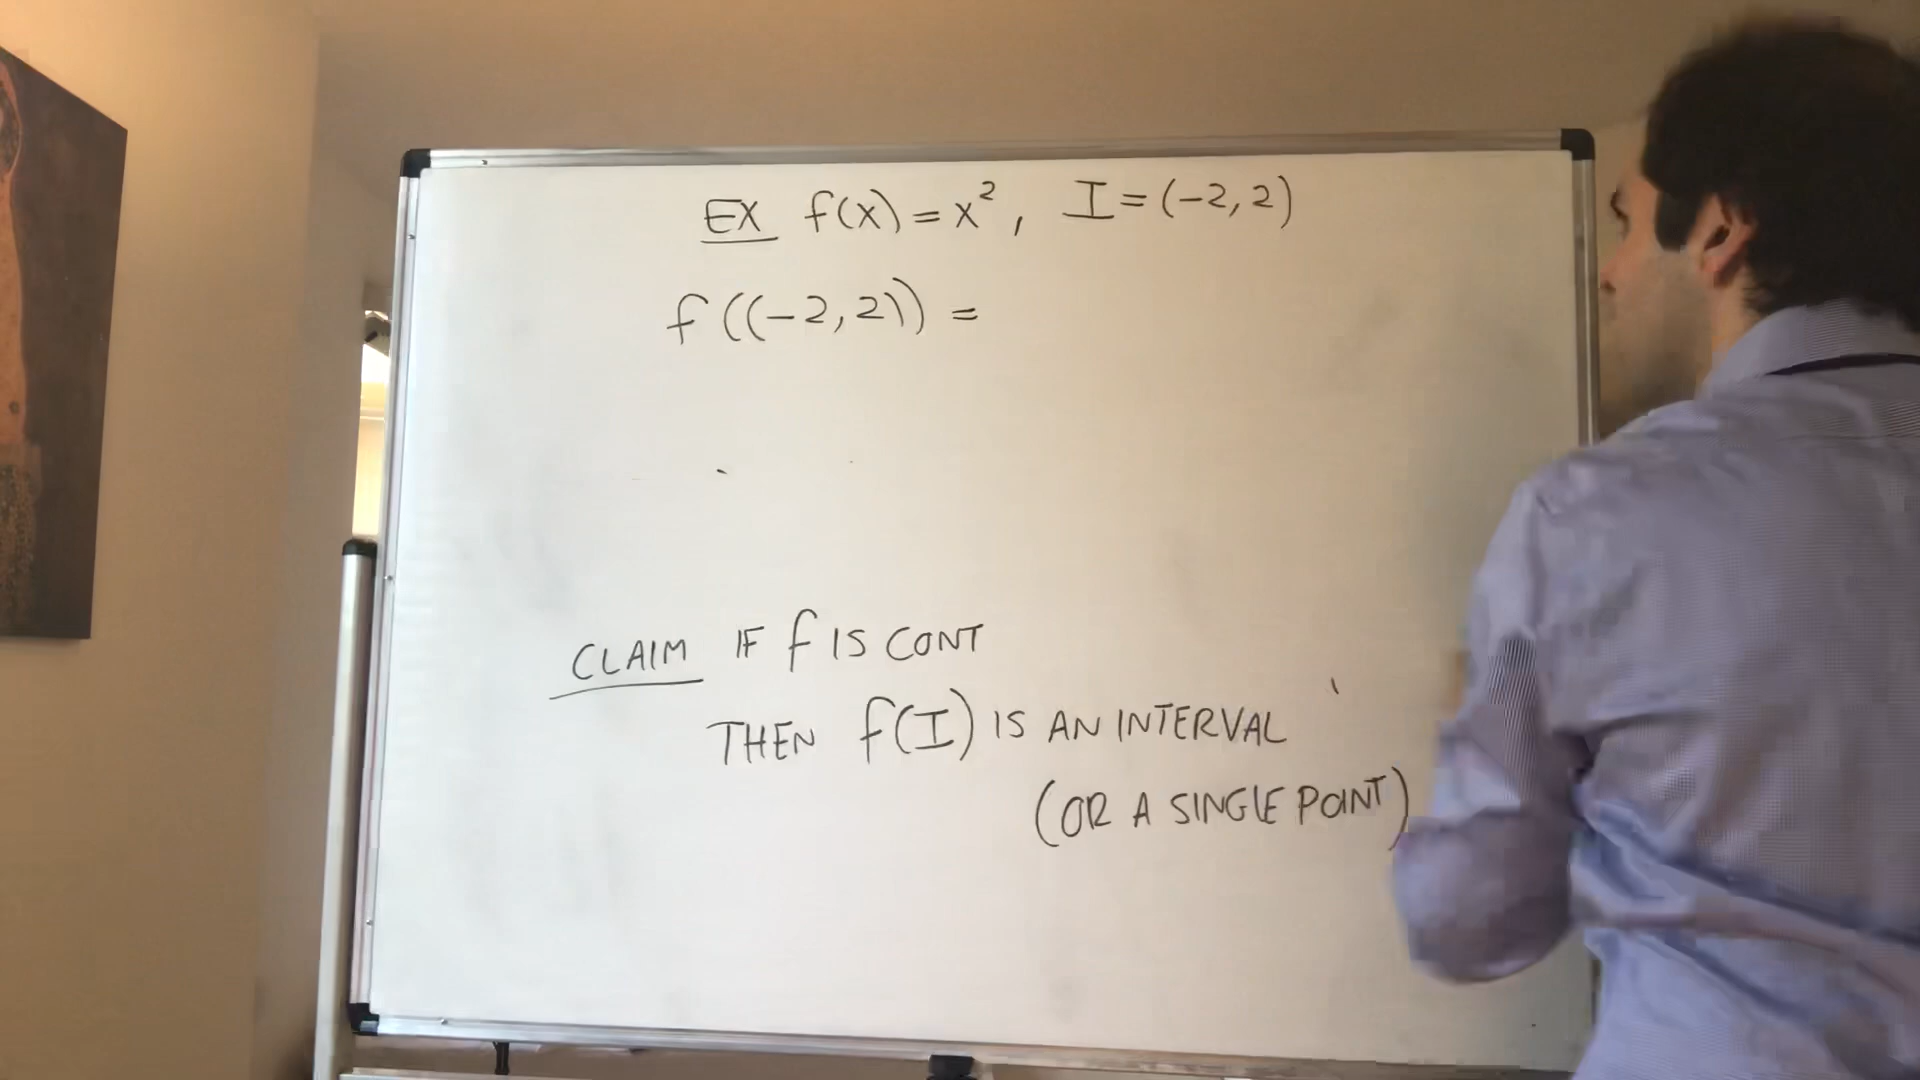 EX f(x) = x², I = (-2, 2)
f((-2, 2)) =
CLAIM IF f IS CONT
THEN f(I) IS AN INTERVAL
(OR A SINGLE POINT)